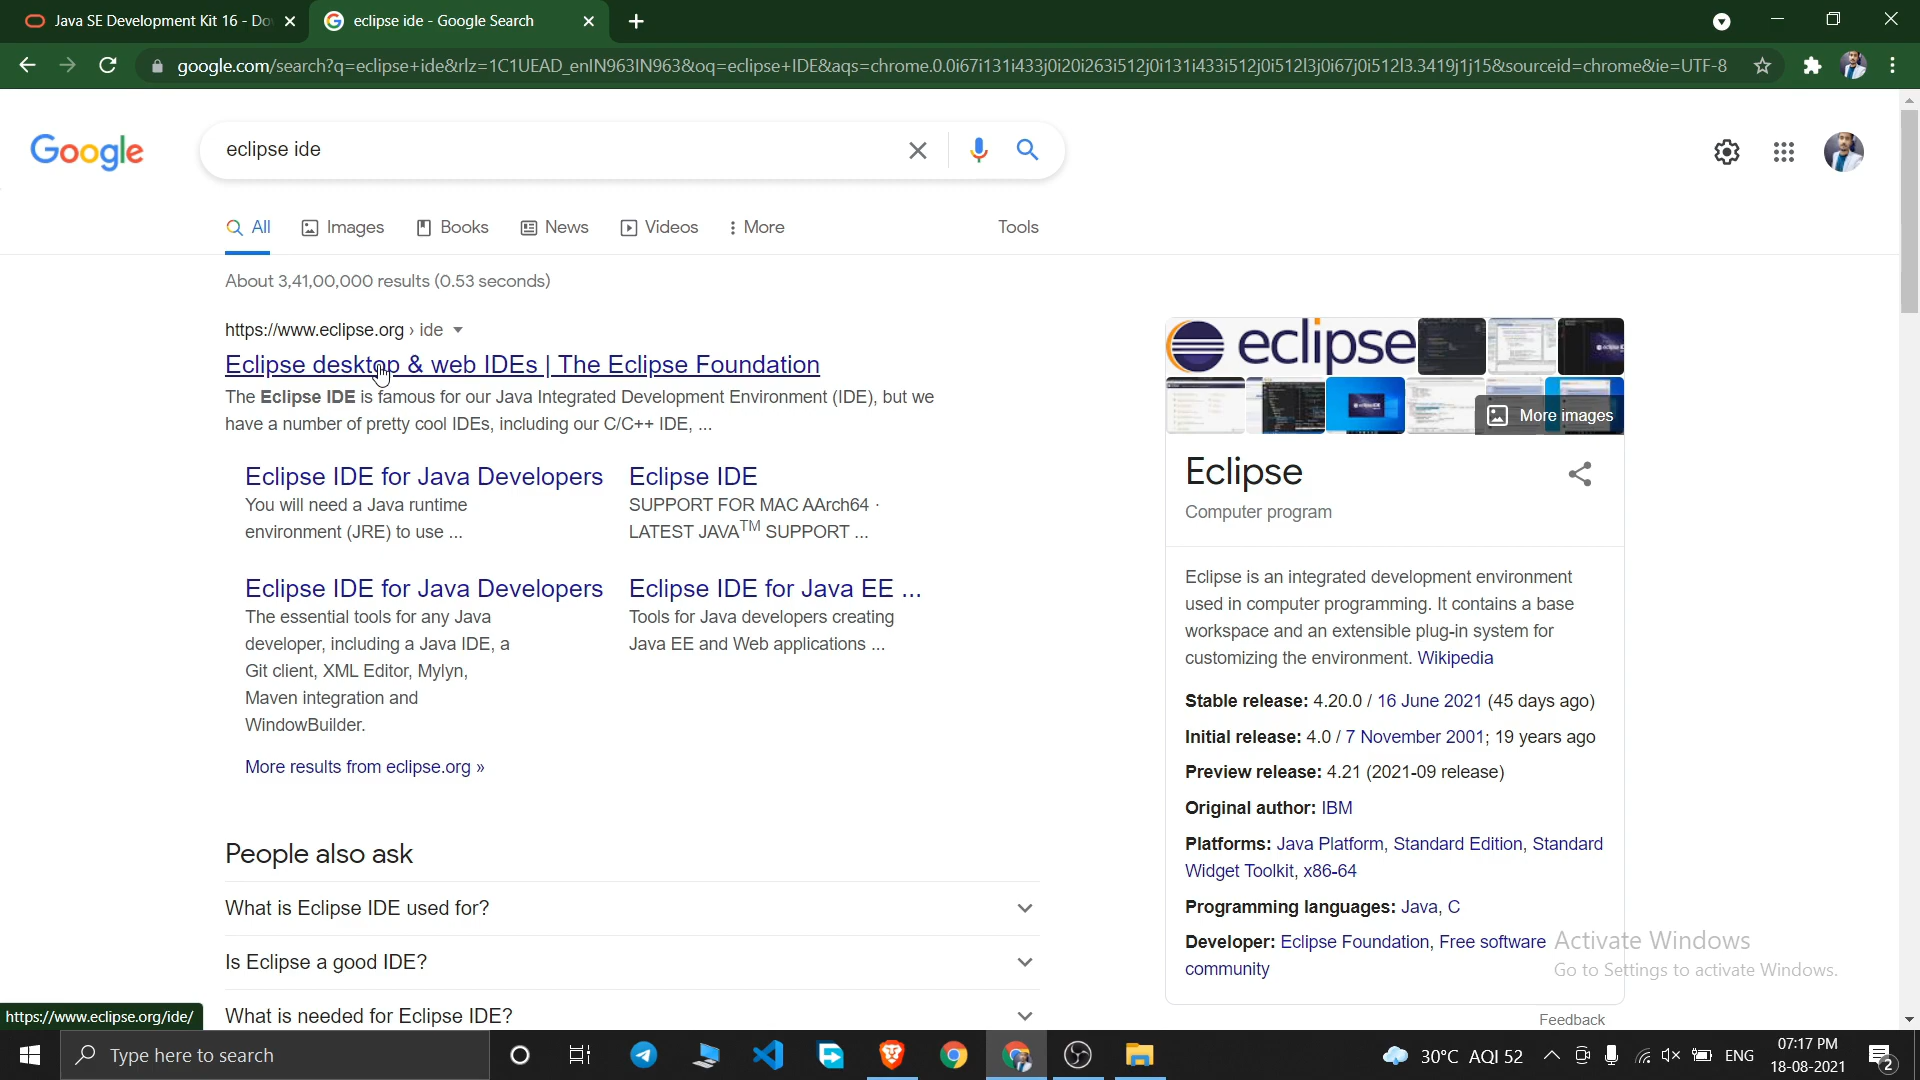 Java SE Development Kit 16 - Do
eclipse ide - Google Search
google.com/search?q=eclipse+ide&rlz=1C1UEAD_enIN963IN963&oq=eclipse+IDE&aqs=chrome.0.0i67i131i433j0i20i263i512j0i131i433i512j0i512l3j0i67j0i512l3.3419j1j15&sourceid=chrome&ie=UTF-8
Google
eclipse ide
All
Images
Books
News
Videos
More
Tools
About 3,41,00,000 results (0.53 seconds)
https://www.eclipse.org › ide
Eclipse desktop & web IDEs | The Eclipse Foundation
The Eclipse IDE is famous for our Java Integrated Development Environment (IDE), but we
have a number of pretty cool IDEs, including our C/C++ IDE, ...
Eclipse IDE for Java Developers
You will need a Java runtime
environment (JRE) to use ...
Eclipse IDE
SUPPORT FOR MAC AArch64 ·
LATEST JAVATM SUPPORT ...
Eclipse IDE for Java Developers
The essential tools for any Java
developer, including a Java IDE, a
Git client, XML Editor, Mylyn,
Maven integration and
WindowBuilder.
Eclipse IDE for Java EE ...
Tools for Java developers creating
Java EE and Web applications ...
More results from eclipse.org »
People also ask
What is Eclipse IDE used for?
Is Eclipse a good IDE?
What is needed for Eclipse IDE?
eclipse
More images
Eclipse
Computer program
Eclipse is an integrated development environment
used in computer programming. It contains a base
workspace and an extensible plug-in system for
customizing the environment. Wikipedia
Stable release: 4.20.0 / 16 June 2021 (45 days ago)
Initial release: 4.0 / 7 November 2001; 19 years ago
Preview release: 4.21 (2021-09 release)
Original author: IBM
Platforms: Java Platform, Standard Edition, Standard
Widget Toolkit, x86-64
Programming languages: Java, C
Developer: Eclipse Foundation, Free software
community
Activate Windows
Go to Settings to activate Windows.
Feedback
https://www.eclipse.org/ide/
Type here to search
30°C AQI 52
ENG
07:17 PM
18-08-2021
2